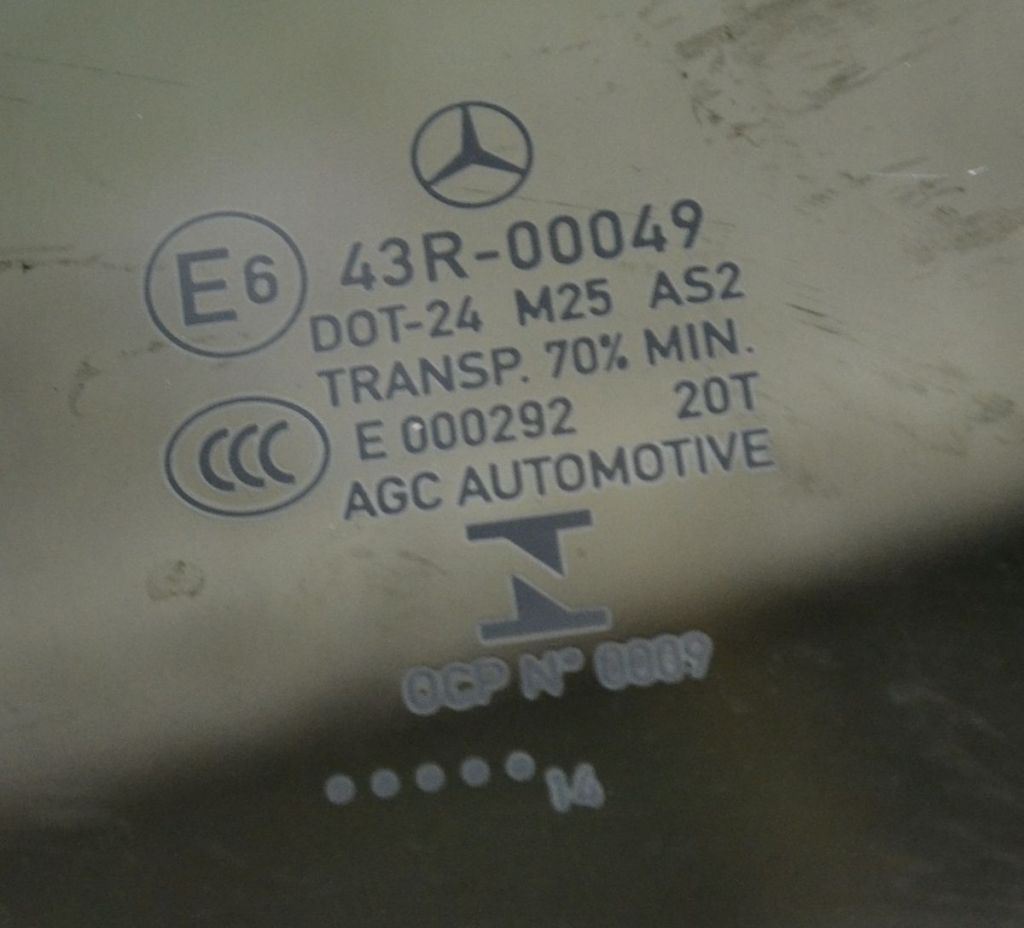 E6 43R-00049
DOT-24 M25 AS2
TRANSP. 70% MIN.
CCC E 000292 20T
AGC AUTOMOTIVE
OCP N° 0009
•••••14